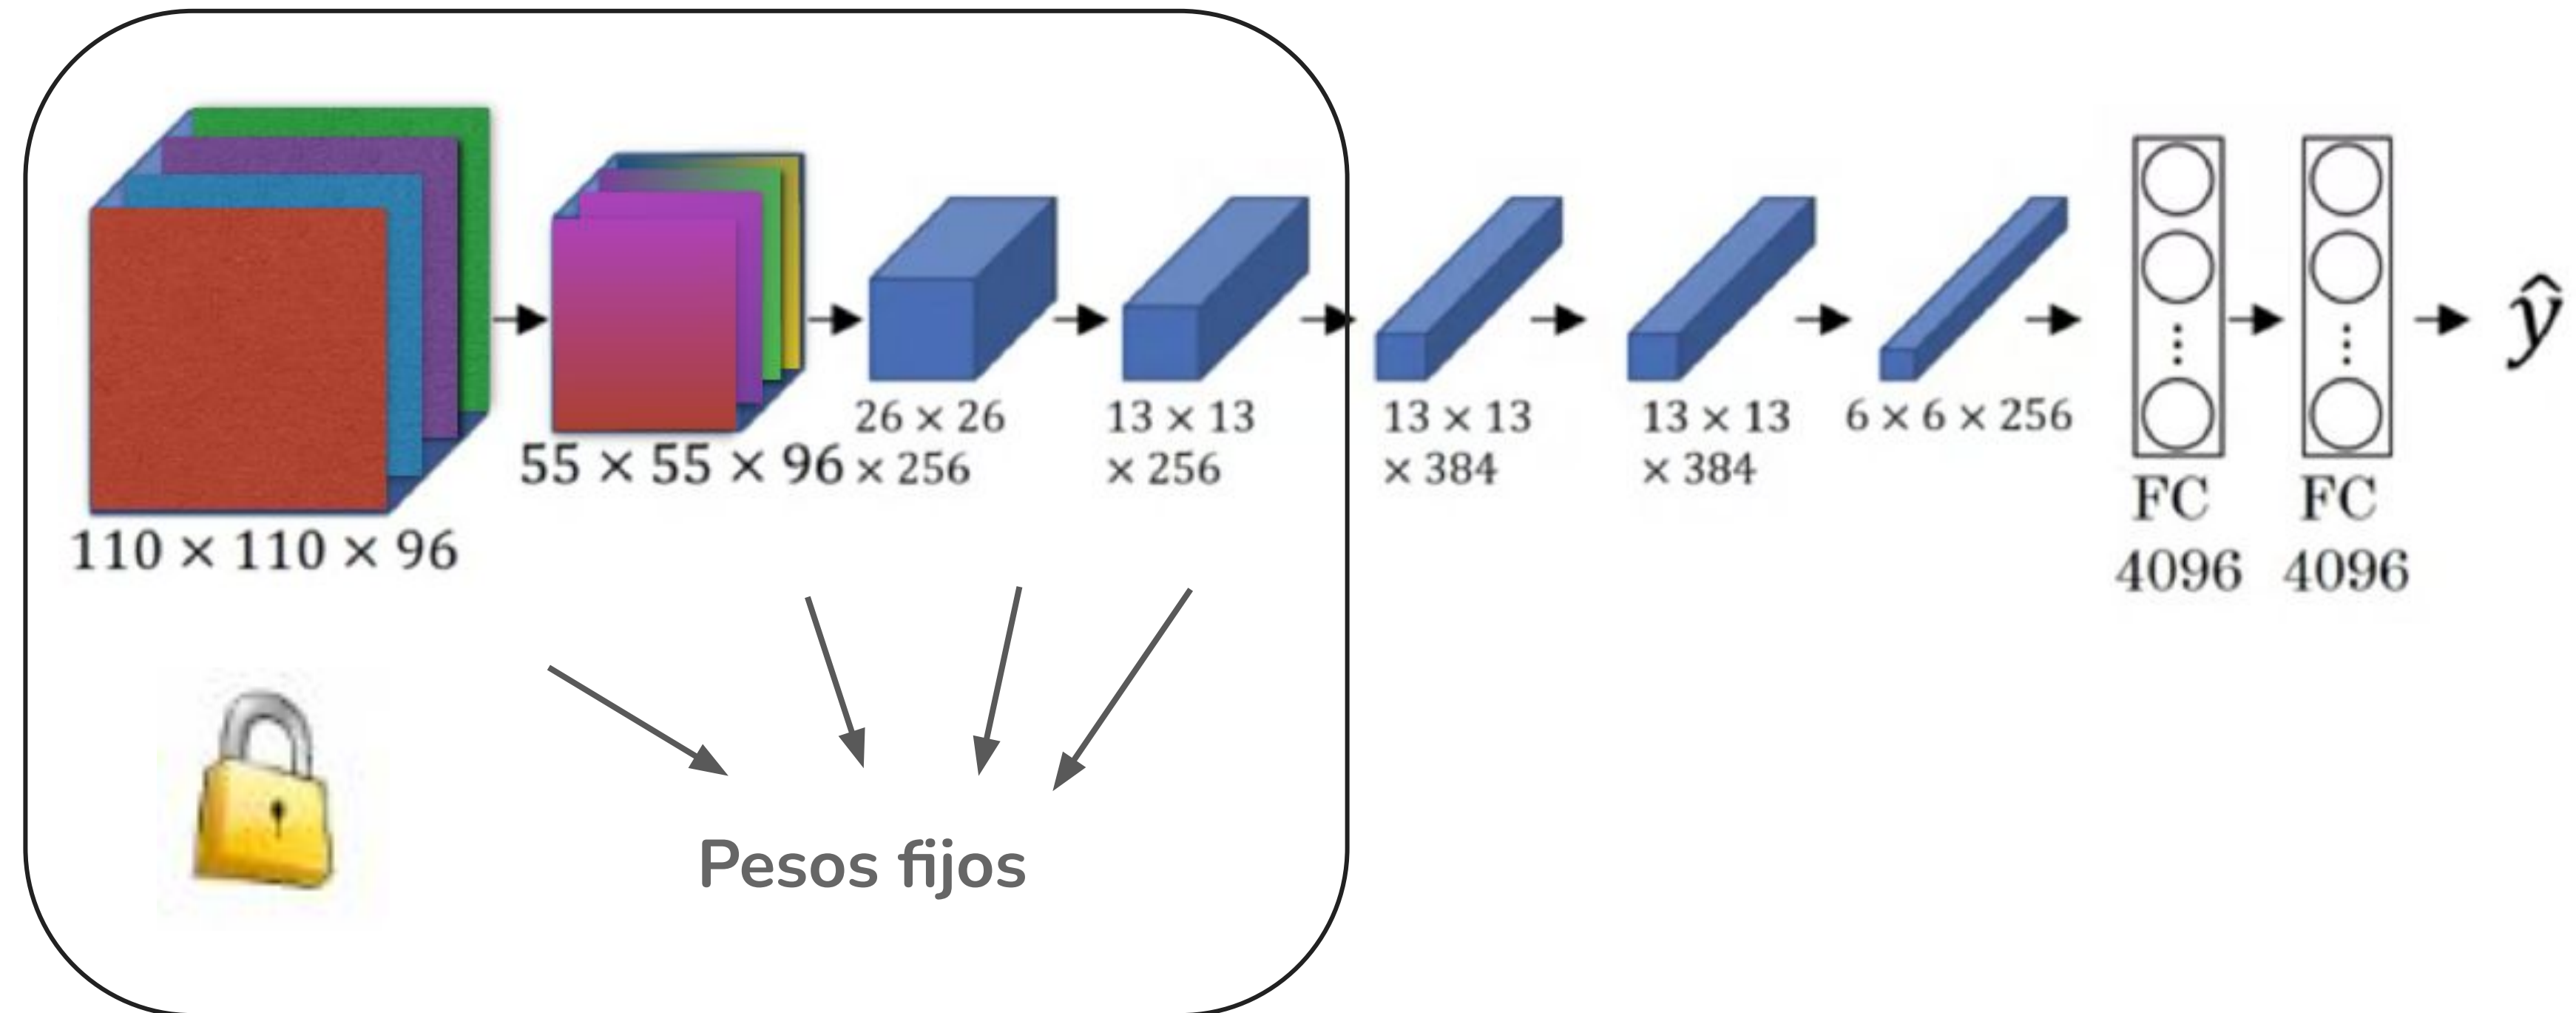 110 × 110 × 96
55 × 55 × 96
26 × 26
× 256
13 × 13
× 256
13 × 13
× 384
13 × 13
× 384
6 × 6 × 256
FC
4096
FC
4096
ŷ
Pesos fijos